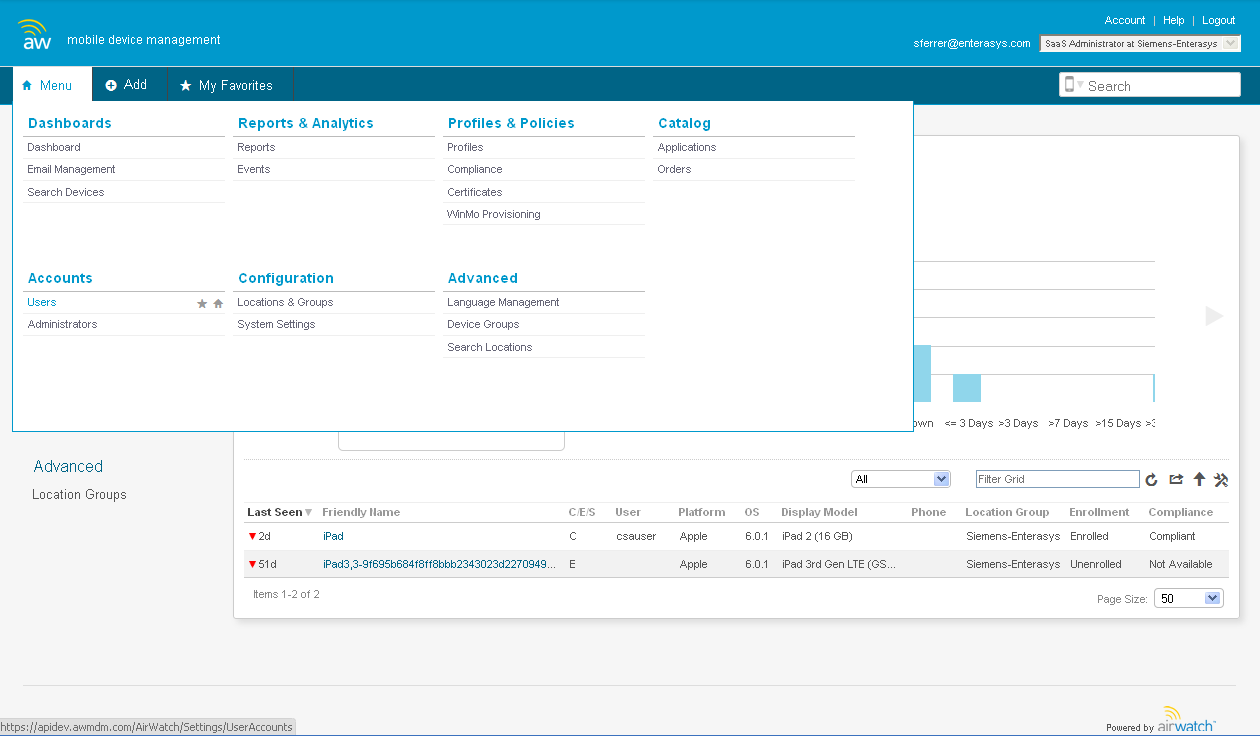 Account | Help | Logout
aw mobile device management
sferrer@enterasys.com SaaS Administrator at Siemens-Enterasys
Menu Add My Favorites Search
Dashboards Reports & Analytics Profiles & Policies Catalog
Dashboard Reports Profiles Applications
Email Management Events Compliance Orders
Search Devices Certificates
WinMo Provisioning
Accounts Configuration Advanced
Users Locations & Groups Language Management
Administrators System Settings Device Groups
Search Locations
own <= 3 Days >3 Days >7 Days >15 Days >3
Advanced
Location Groups
All Filter Grid
Last Seen Friendly Name C/E/S User Platform OS Display Model Phone Location Group Enrollment Compliance
2d iPad C csauser Apple 6.0.1 iPad 2 (16 GB) Siemens-Enterasys Enrolled Compliant
51d iPad3,3-9f695b684f8ff8bbb2343023d2270949... E Apple 6.0.1 iPad 3rd Gen LTE (GS... Siemens-Enterasys Unenrolled Not Available
Items 1-2 of 2
Page Size: 50
https://apidev.awmdm.com/AirWatch/Settings/UserAccounts
Powered by airwatch